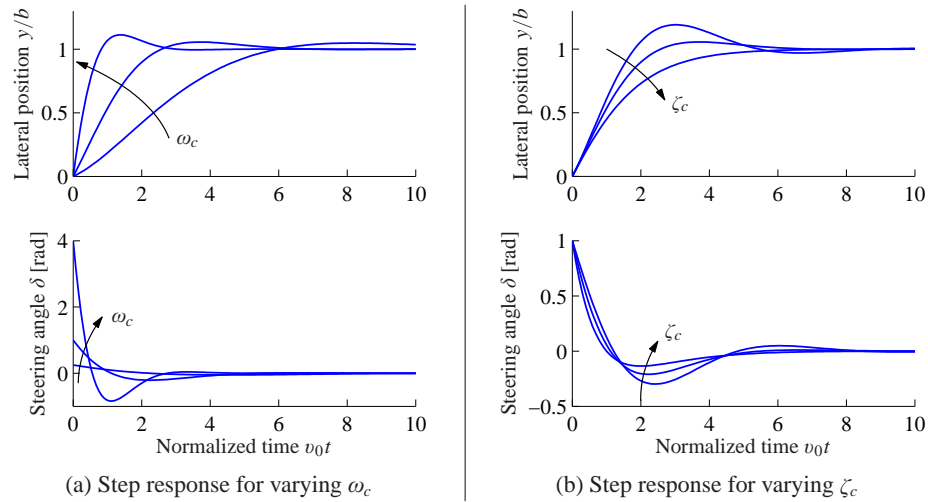 Lateral position y/b
1
0.5
0
0 2 4 6 8 10
ω_c
Steering angle δ [rad]
4
2
0
0 2 4 6 8 10
ω_c
Normalized time v₀t
(a) Step response for varying ω_c
Lateral position y/b
1
0.5
0
0 2 4 6 8 10
ζ_c
Steering angle δ [rad]
1
0.5
0
−0.5
0 2 4 6 8 10
ζ_c
Normalized time v₀t
(b) Step response for varying ζ_c